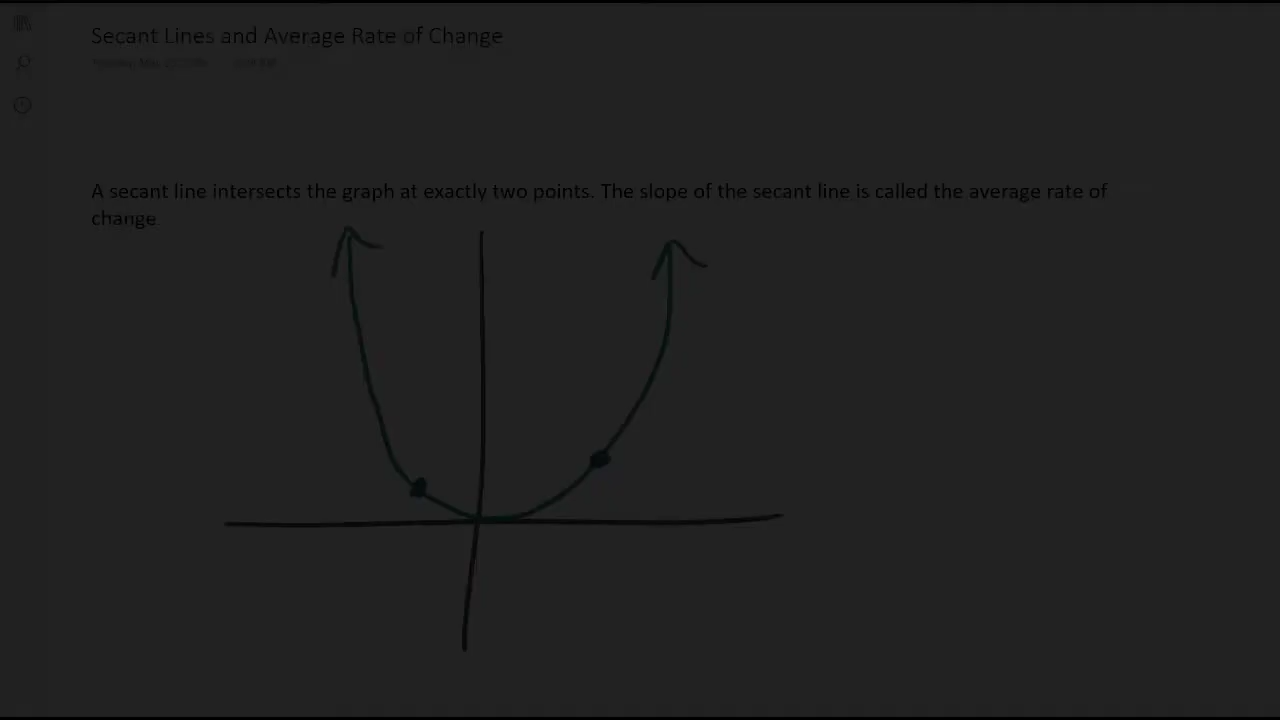 Secant Lines and Average Rate of Change
A secant line intersects the graph at exactly two points. The slope of the secant line is called the average rate of
change.